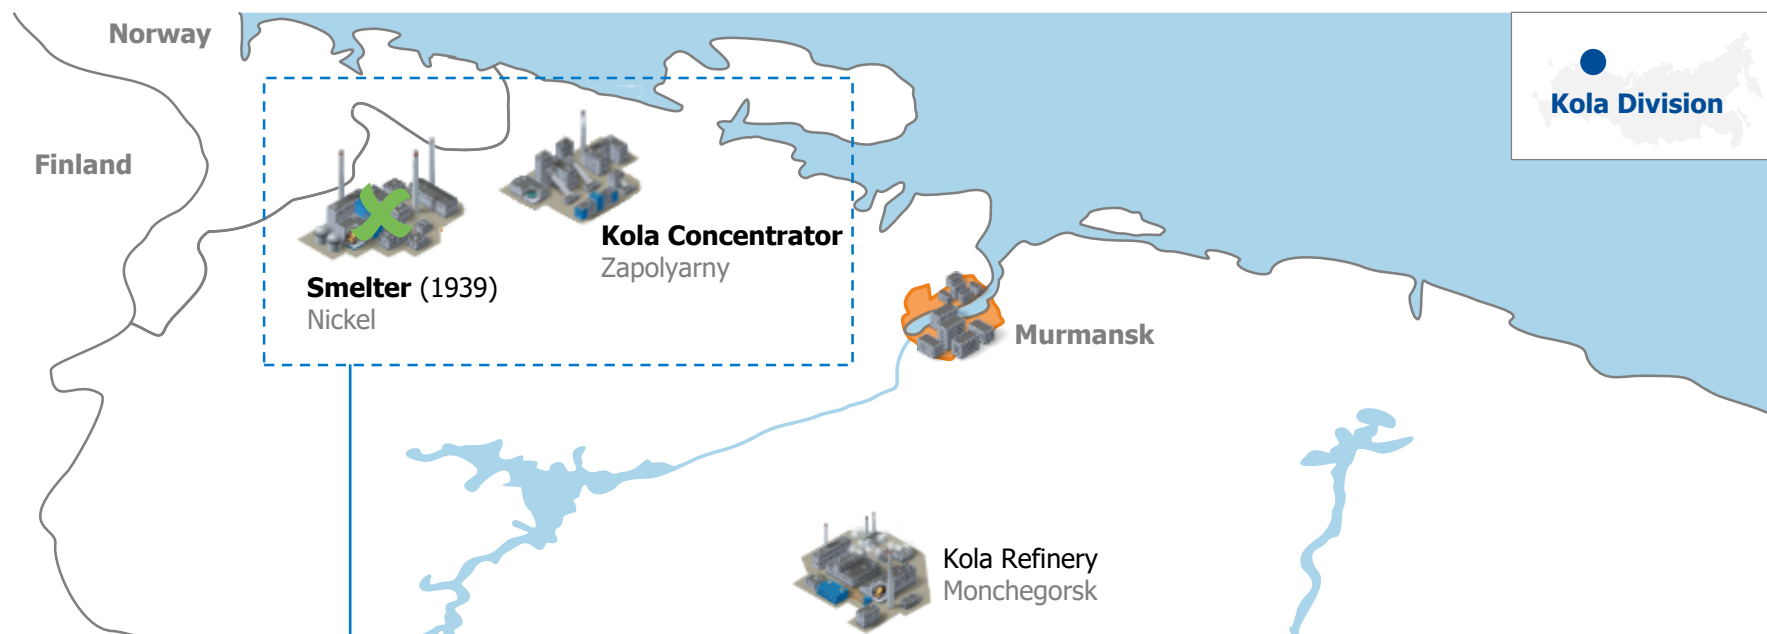 Norway
Kola Division
Finland
Kola Concentrator
Zapolyarny
Smelter (1939)
Nickel
Murmansk
Kola Refinery
Monchegorsk